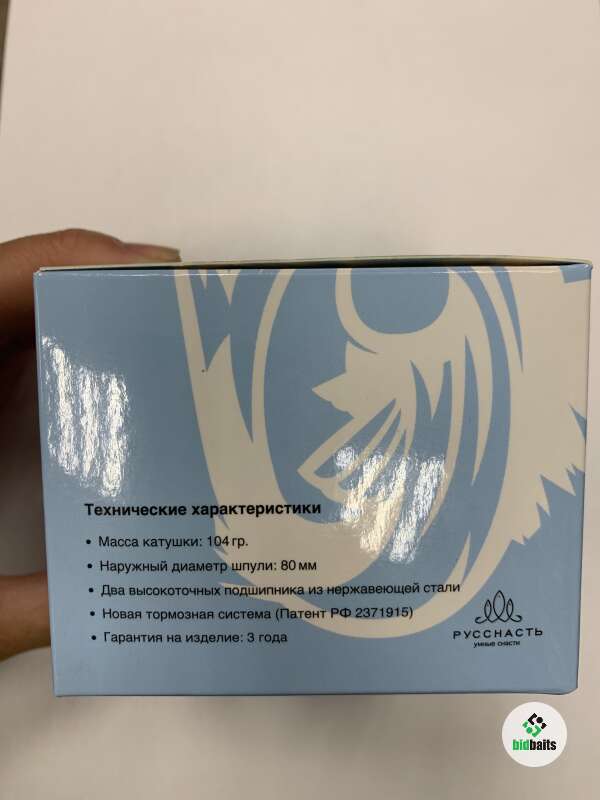 Технические характеристики
• Масса катушки: 104 гр.
• Наружный диаметр шпули: 80 мм
• Два высокоточных подшипника из нержавеющей стали
• Новая тормозная система (Патент РФ 2371915)
• Гарантия на изделие: 3 года
РУССНАСТЬ
умные снасти
bidbaits